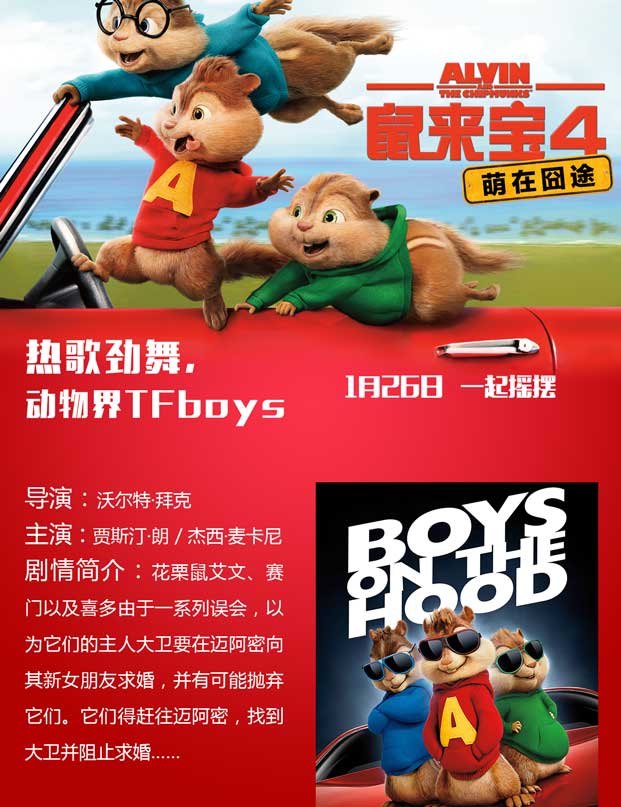 ALVIN
AND
THE CHIPMUNKS
鼠来宝4
萌在囧途
热歌劲舞,
动物界TFboys
1月26日 一起摇摆
导演：沃尔特·拜克
主演：贾斯汀·朗 / 杰西·麦卡尼
剧情简介：花栗鼠艾文、赛
门以及喜多由于一系列误会，以
为它们的主人大卫要在迈阿密向
其新女朋友求婚，并有可能抛弃
它们。它们得赶往迈阿密，找到
大卫并阻止求婚......
BOYS
ON THE
HOOD
A
A